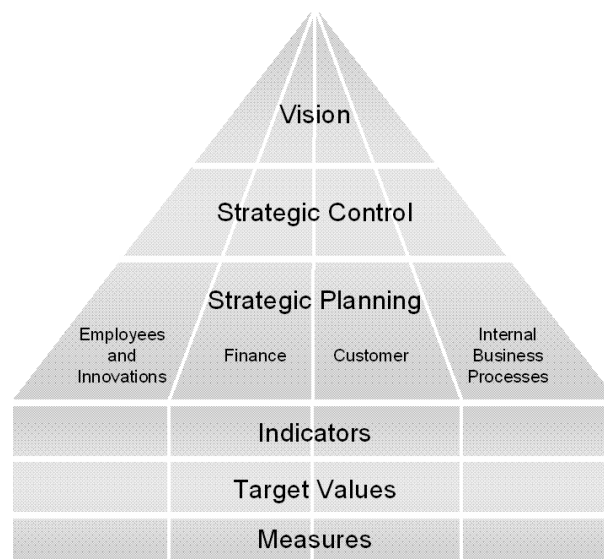 Vision
Strategic Control
Strategic Planning
Employees
and
Innovations
Finance
Customer
Internal
Business
Processes
Indicators
Target Values
Measures